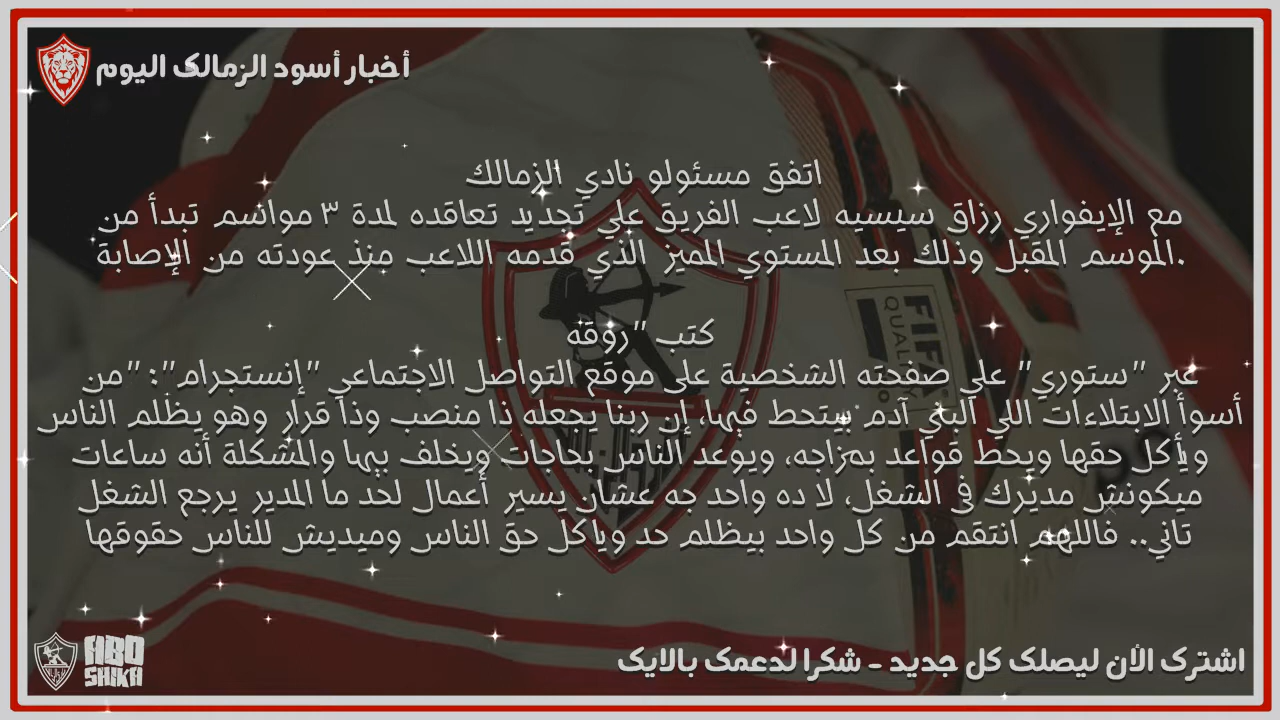 أخبار أسود الزمالك اليوم
اتفق مسئولو نادي الزمالك
مع الإيفواري رزاق سيسيه لاعب الفريق علي تجديد تعاقده لمدة ٣ مواسم تبدأ من
الموسم المقبل وذلك بعد المستوي المميز الذي قدمه اللاعب منذ عودته من الإصابة.
كتب "روقه
عبر "ستوري" علي صفحته الشخصية على موقع التواصل الاجتماعي "إنستجرام": "من
أسوأ الابتلاءات اللي البني آدم بيتحط فيها، إن ربنا يجعله ذا منصب وذا قرار وهو يظلم الناس
ويأكل حقها ويحط قواعد بمزاجه، ويوعد الناس بحاجات ويخلف بيها والمشكلة أنه ساعات
ميكونش مديرك في الشغل، لا ده واحد جه عشان يسير أعمال لحد ما المدير يرجع الشغل
تاني.. فاللهم انتقم من كل واحد بيظلم حد وياكل حق الناس وميديش للناس حقوقها
FIFA
QUALITY
ABO
SHIKA
اشترك الأن ليصلك كل جديد - شكرا لدعمك بالايك